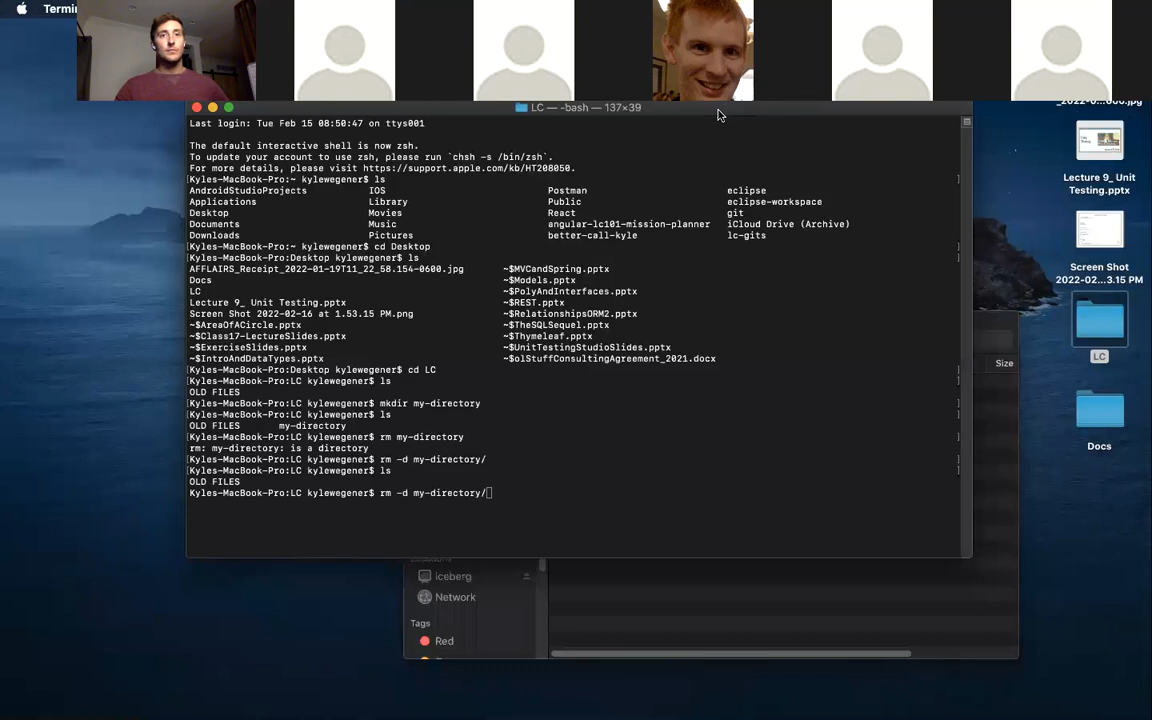 Termin
LC — -bash — 137×39
Last login: Tue Feb 15 08:50:47 on ttys001
The default interactive shell is now zsh.
To update your account to use zsh, please run `chsh -s /bin/zsh`.
For more details, please visit https://support.apple.com/kb/HT208050.
[Kyles-MacBook-Pro:~ kylewegener$ ls ]
AndroidStudioProjects IOS Postman eclipse
Applications Library Public eclipse-workspace
Desktop Movies React git
Documents Music angular-lc101-mission-planner iCloud Drive (Archive)
Downloads Pictures better-call-kyle lc-gits
[Kyles-MacBook-Pro:~ kylewegener$ cd Desktop ]
[Kyles-MacBook-Pro:Desktop kylewegener$ ls ]
AFFLAIRS_Receipt_2022-01-19T11_22_58.154-0600.jpg ~$MVCandSpring.pptx
Docs ~$Models.pptx
LC ~$PolyAndInterfaces.pptx
Lecture 9_ Unit Testing.pptx ~$REST.pptx
Screen Shot 2022-02-16 at 1.53.15 PM.png ~$RelationshipsORM2.pptx
~$AreaOfACircle.pptx ~$TheSQLSequel.pptx
~$Class17-LectureSlides.pptx ~$Thymeleaf.pptx
~$ExerciseSlides.pptx ~$UnitTestingStudioSlides.pptx
~$IntroAndDataTypes.pptx ~$olStuffConsultingAgreement_2021.docx
[Kyles-MacBook-Pro:Desktop kylewegener$ cd LC ]
[Kyles-MacBook-Pro:LC kylewegener$ ls ]
OLD FILES
[Kyles-MacBook-Pro:LC kylewegener$ mkdir my-directory ]
[Kyles-MacBook-Pro:LC kylewegener$ ls ]
OLD FILES my-directory
[Kyles-MacBook-Pro:LC kylewegener$ rm my-directory ]
rm: my-directory: is a directory
[Kyles-MacBook-Pro:LC kylewegener$ rm -d my-directory/ ]
[Kyles-MacBook-Pro:LC kylewegener$ ls ]
OLD FILES
Kyles-MacBook-Pro:LC kylewegener$ rm -d my-directory/
Lecture 9_ Unit
Testing.pptx
Screen Shot
2022-02...3.15 PM
LC
Size
Docs
iceberg
Network
Tags
Red